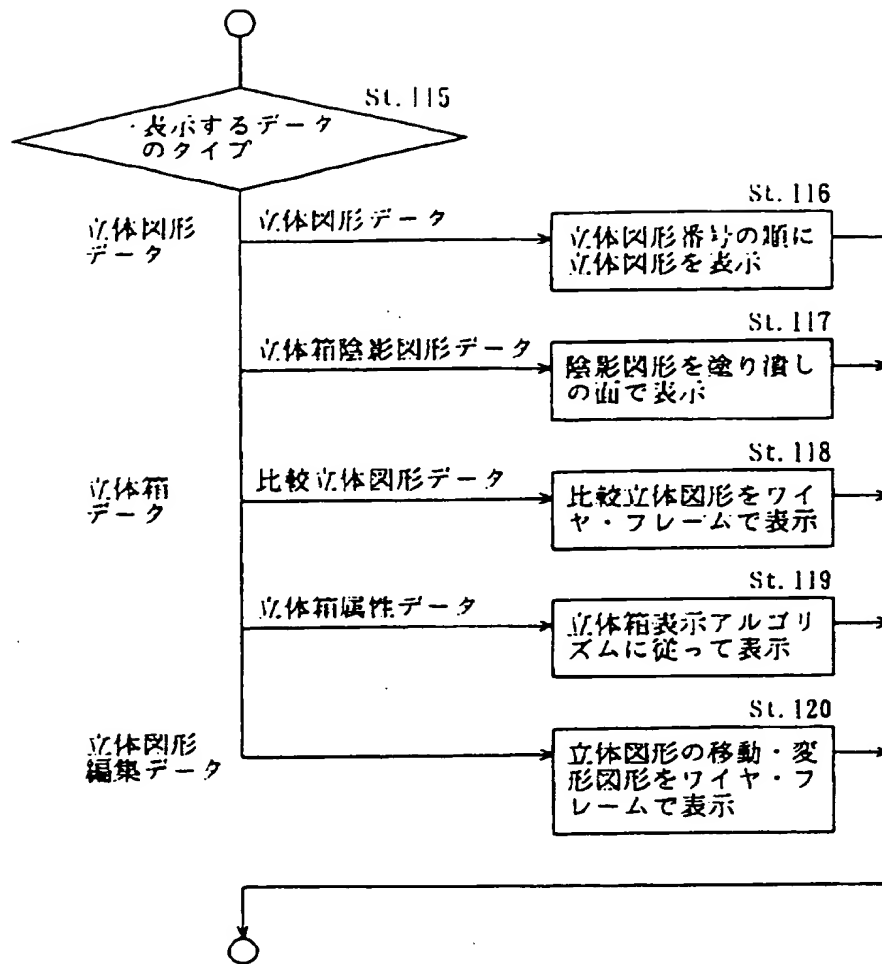 St.115
表示するデータ
のタイプ
St.116
立体図形
データ
立体図形データ
立体図形番号の順に
立体図形を表示
St.117
立体箱陰影図形データ
陰影図形を塗り潰し
の面で表示
St.118
立体箱
データ
比較立体図形データ
比較立体図形をワイ
ヤ・フレームで表示
St.119
立体箱属性データ
立体箱表示アルゴリ
ズムに従って表示
St.120
立体図形
編集データ
立体図形の移動・変
形図形をワイヤ・フ
レームで表示